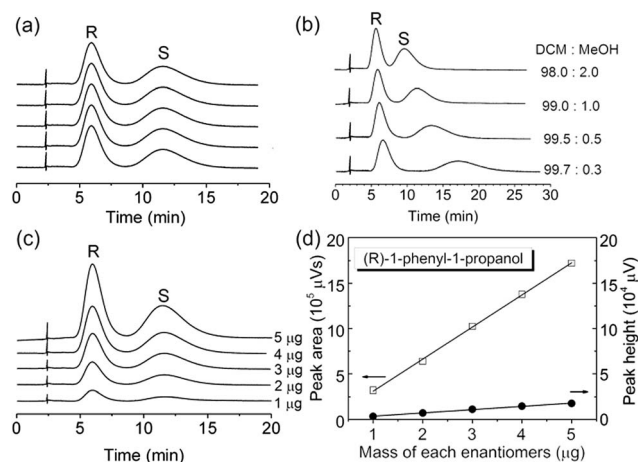 (a)
R
S
0 5 10 15 20
Time (min)
(b)
R
S
DCM : MeOH
98.0 : 2.0
99.0 : 1.0
99.5 : 0.5
99.7 : 0.3
0 5 10 15 20 25 30
Time (min)
(c)
R
S
5 μg
4 μg
3 μg
2 μg
1 μg
0 5 10 15 20
Time (min)
(d)
(R)-1-phenyl-1-propanol
Peak area (10⁵ μVs)
20
15
10
5
0
Peak height (10⁴ μV)
20
15
10
5
0
1 2 3 4 5
Mass of each enantiomers (μg)